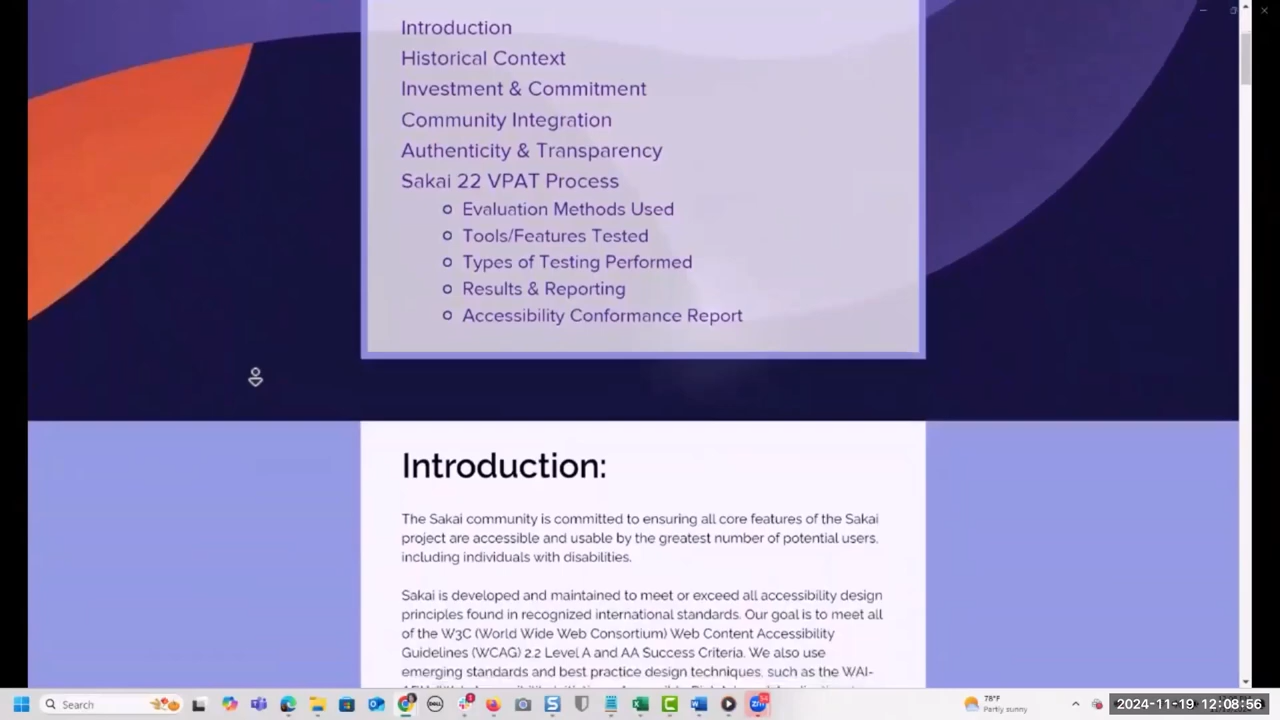 Introduction
Historical Context
Investment & Commitment
Community Integration
Authenticity & Transparency
Sakai 22 VPAT Process
Evaluation Methods Used
Tools/Features Tested
Types of Testing Performed
Results & Reporting
Accessibility Conformance Report
Introduction:
The Sakai community is committed to ensuring all core features of the Sakai
project are accessible and usable by the greatest number of potential users,
including individuals with disabilities.
Sakai is developed and maintained to meet or exceed all accessibility design
principles found in recognized international standards. Our goal is to meet all
of the W3C (World Wide Web Consortium) Web Content Accessibility
Guidelines (WCAG) 2.2 Level A and AA Success Criteria. We also use
emerging standards and best practice design techniques, such as the WAI-
Search
78°F
Partly sunny
2024-11-19 12:08:56